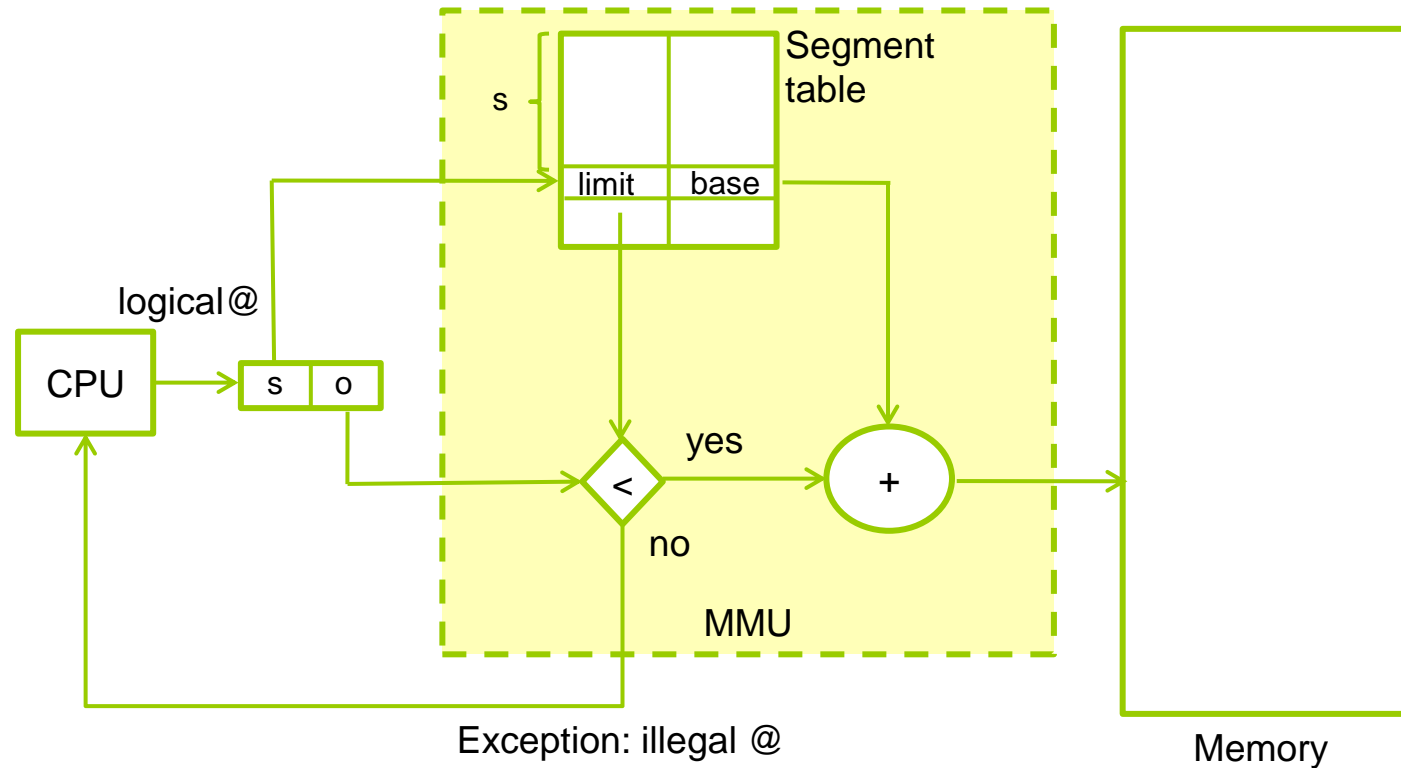 Segment
table
s
limit
base
logical@
CPU
s
o
yes
<
+
no
MMU
Exception: illegal @
Memory